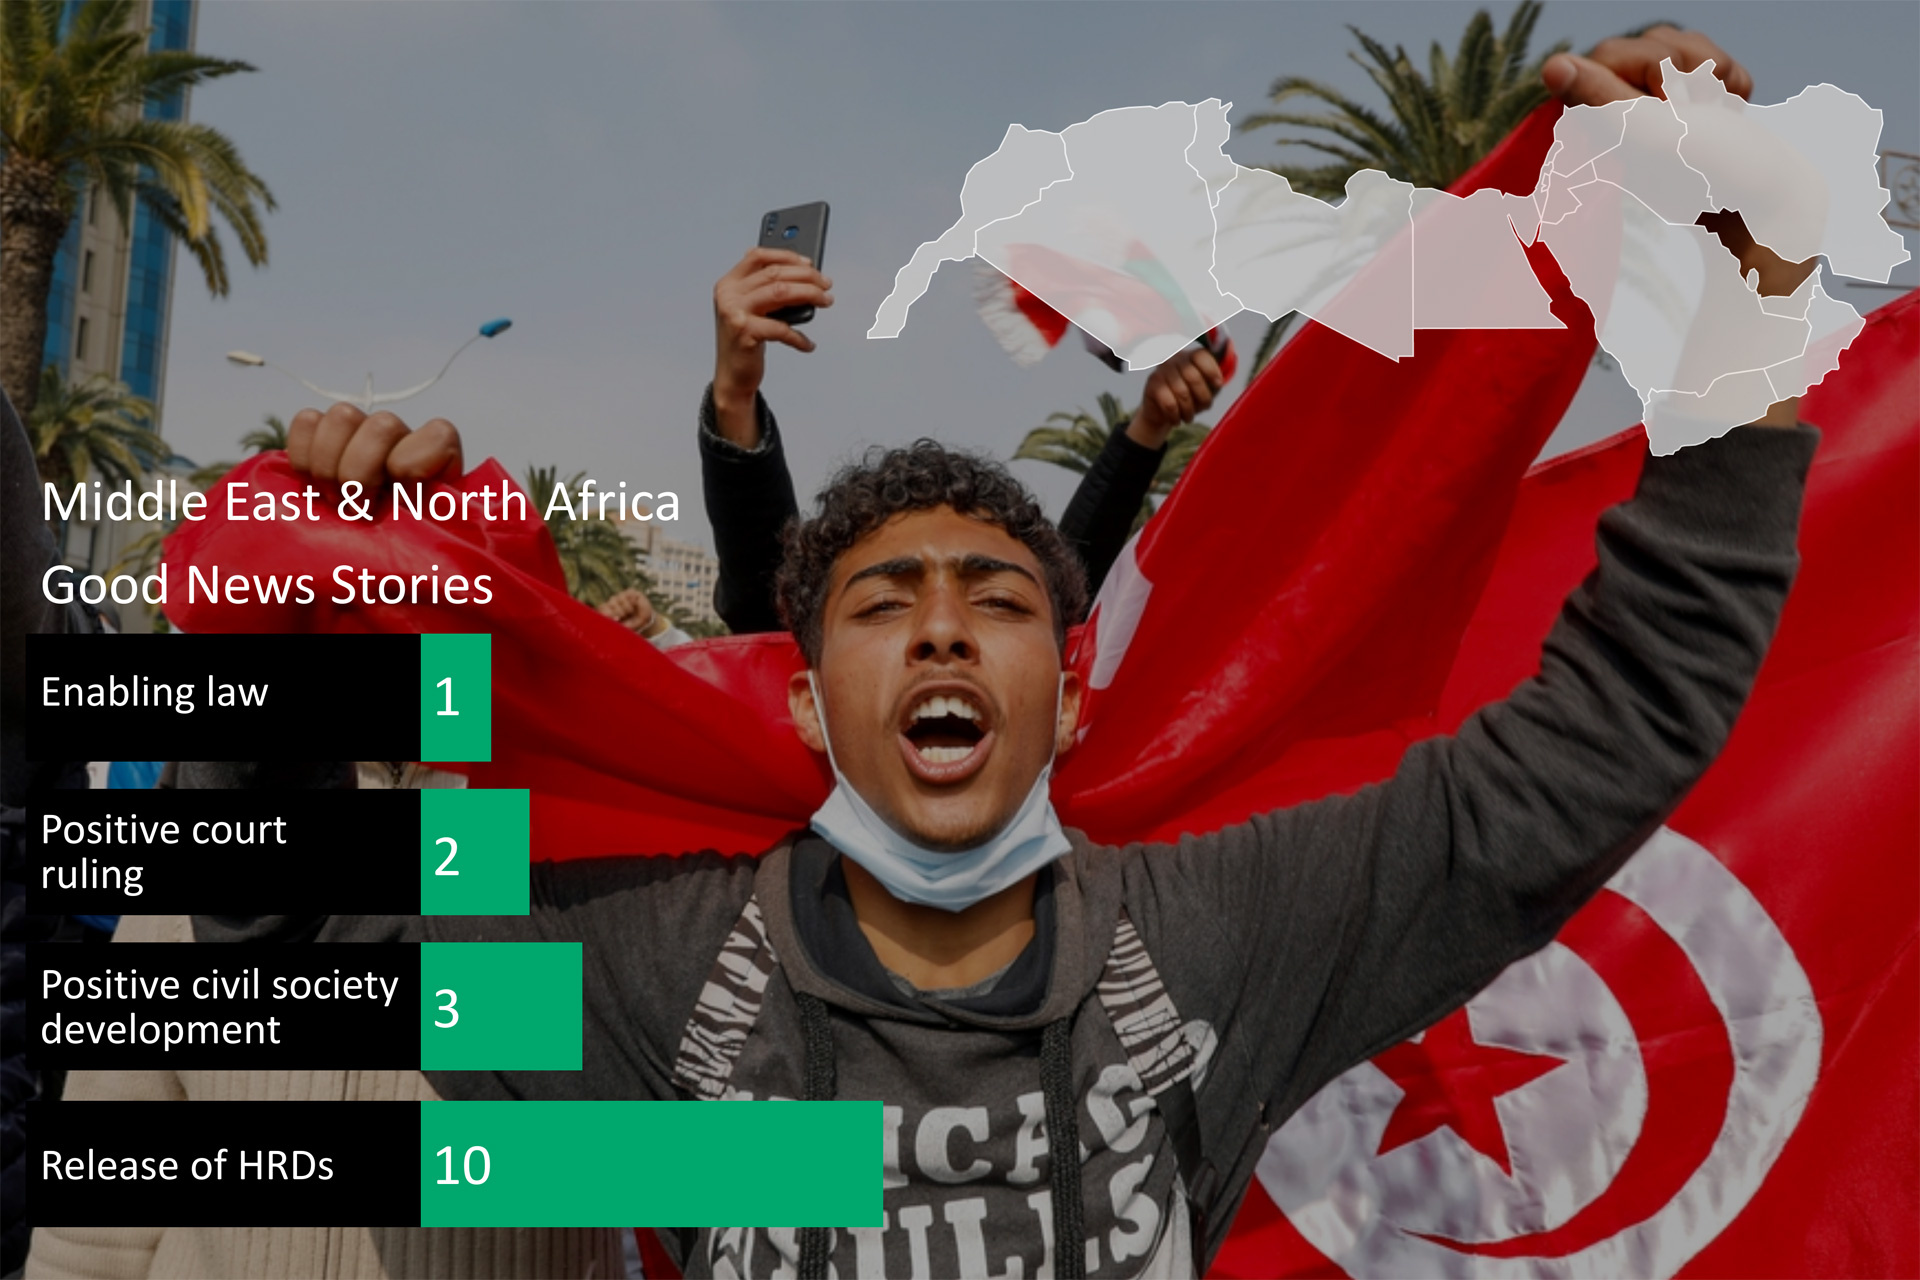 Middle East & North Africa
Good News Stories
Enabling law
1
Positive court
ruling
2
Positive civil society
development
3
Release of HRDs
10
BULLS